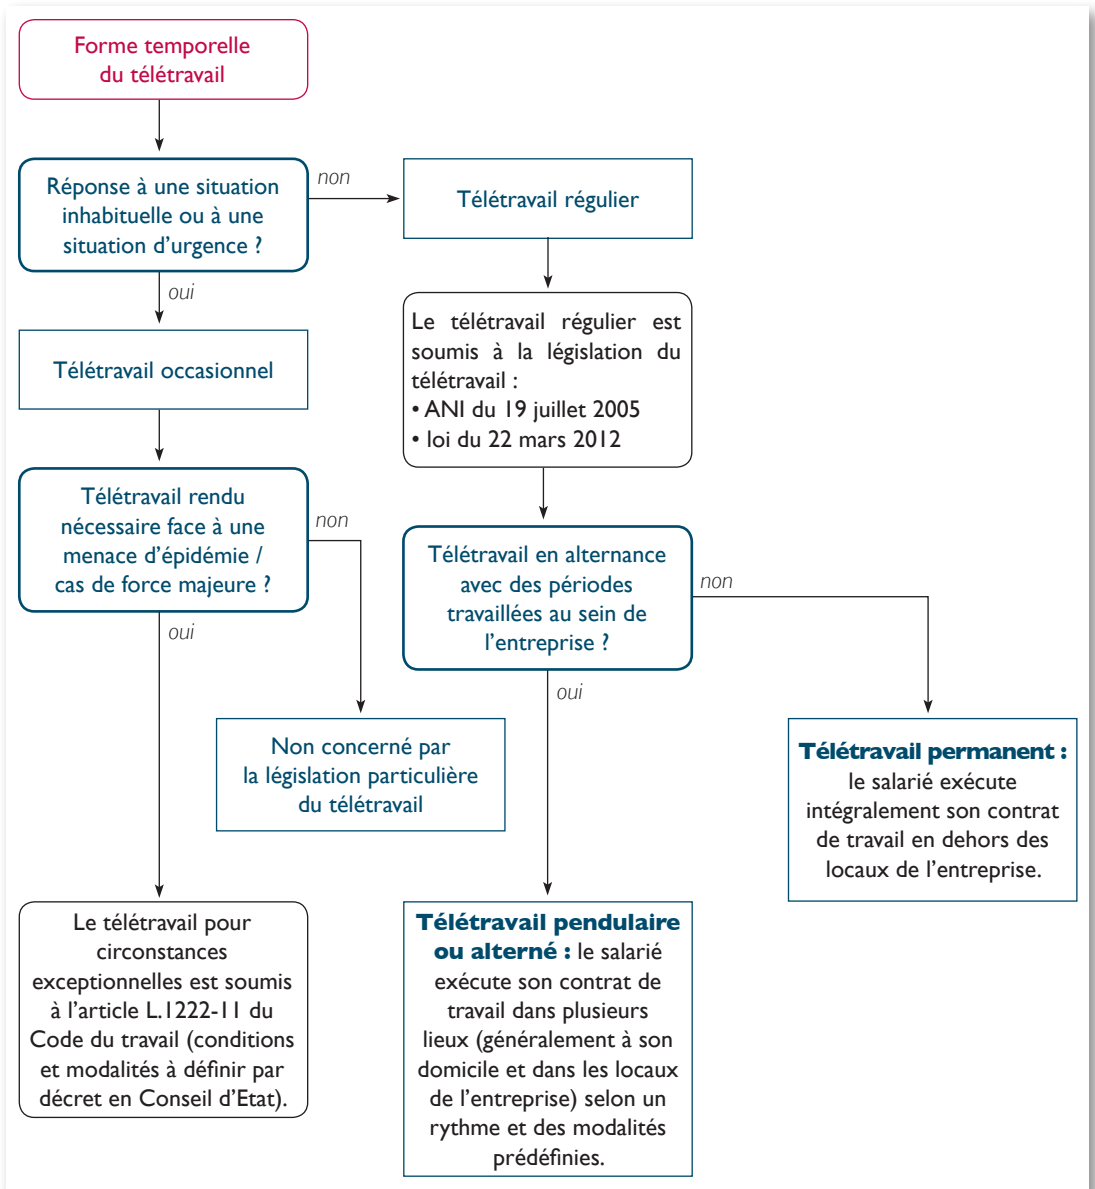 Forme temporelle
du télétravail
Réponse à une situation
inhabituelle ou à une
situation d’urgence ?
non
Télétravail régulier
oui
Télétravail occasionnel
Le télétravail régulier est
soumis à la législation du
télétravail :
• ANI du 19 juillet 2005
• loi du 22 mars 2012
Télétravail rendu
nécessaire face à une
menace d’épidémie /
cas de force majeure ?
non
oui
Télétravail en alternance
avec des périodes
travaillées au sein de
l’entreprise ?
non
oui
Non concerné par
la législation particulière
du télétravail
Télétravail permanent :
le salarié exécute
intégralement son contrat
de travail en dehors des
locaux de l’entreprise.
Le télétravail pour
circonstances
exceptionnelles est soumis
à l’article L.1222-11 du
Code du travail (conditions
et modalités à définir par
décret en Conseil d’Etat).
Télétravail pendulaire
ou alterné : le salarié
exécute son contrat de
travail dans plusieurs
lieux (généralement à son
domicile et dans les locaux
de l’entreprise) selon un
rythme et des modalités
prédéfinies.